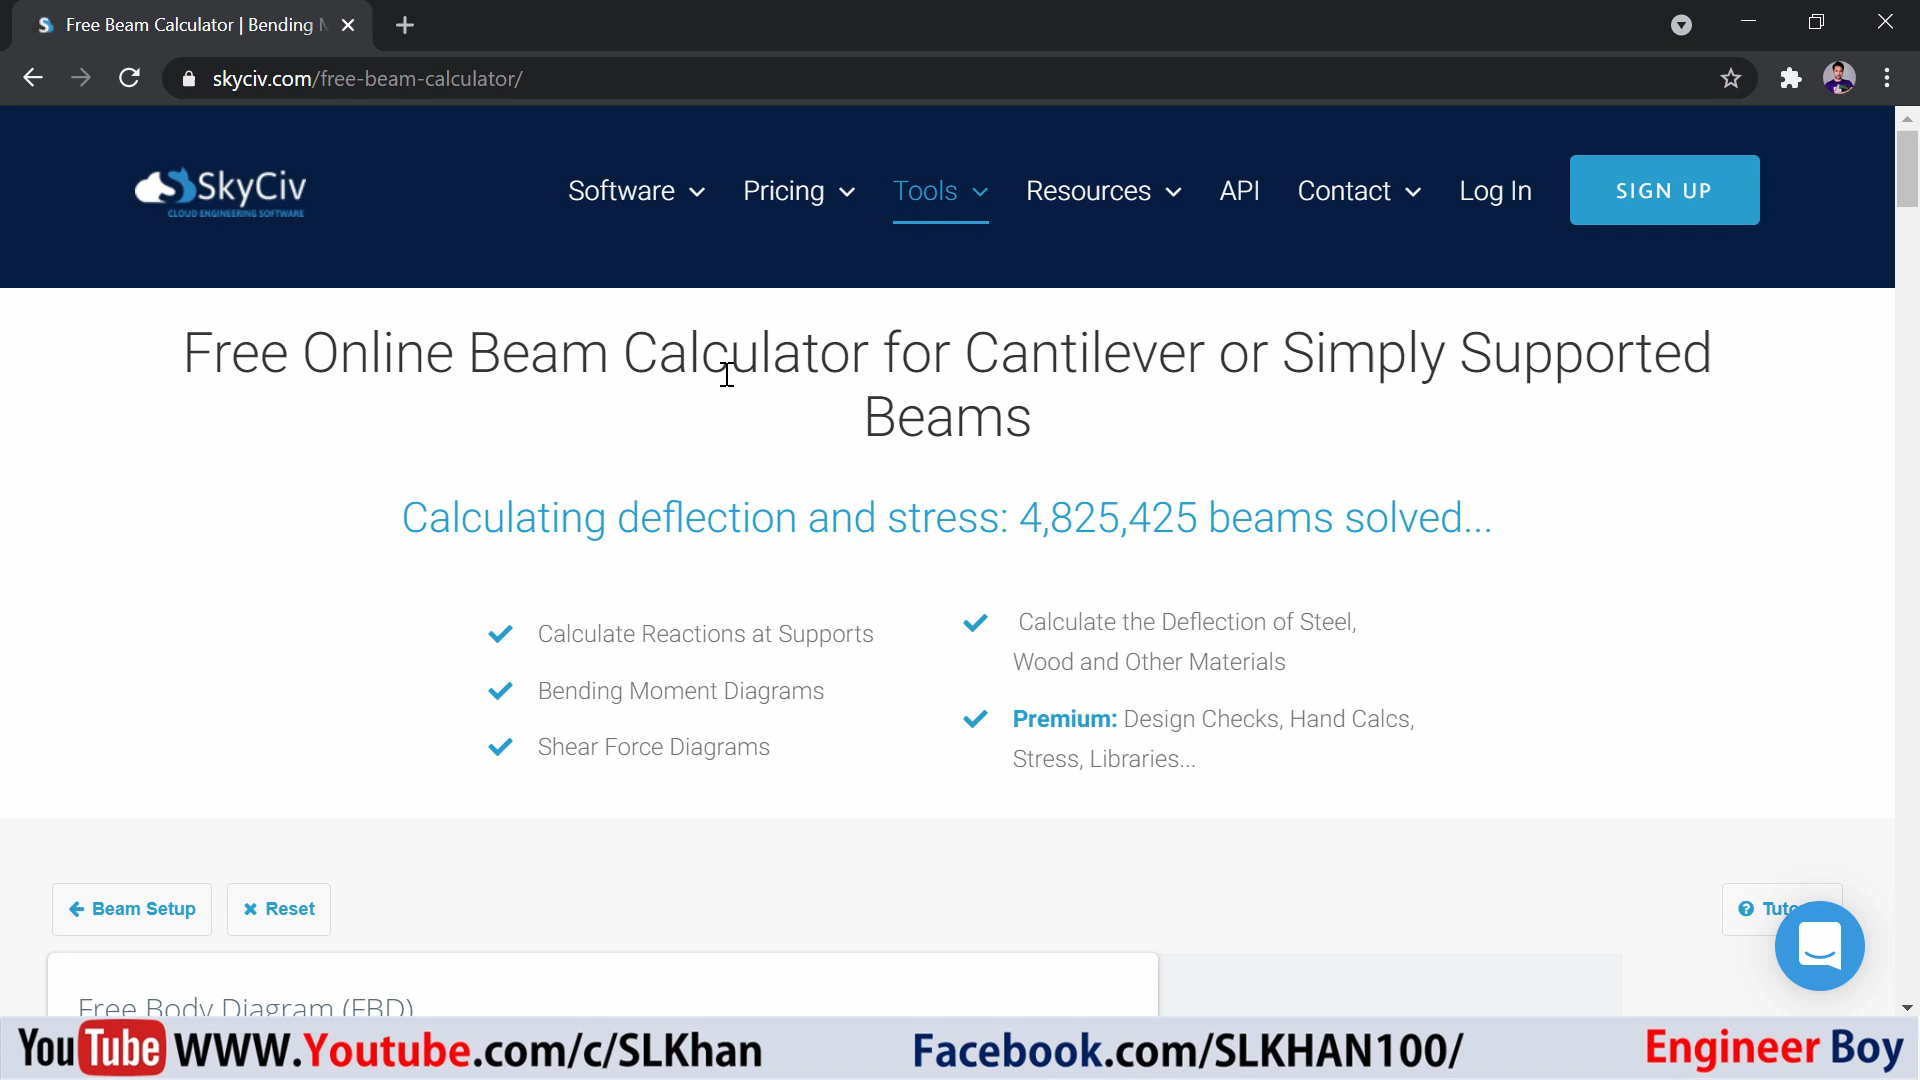 Free Beam Calculator | Bending M
skyciv.com/free-beam-calculator/
SkyCiv
CLOUD ENGINEERING SOFTWARE
Software Pricing Tools Resources API Contact Log In SIGN UP
Free Online Beam Calculator for Cantilever or Simply Supported
Beams
Calculating deflection and stress: 4,825,425 beams solved...
Calculate Reactions at Supports
Bending Moment Diagrams
Shear Force Diagrams
Calculate the Deflection of Steel,
Wood and Other Materials
Premium: Design Checks, Hand Calcs,
Stress, Libraries...
Beam Setup Reset
Free Body Diagram (FBD)
YouTube WWW.Youtube.com/c/SLKhan Facebook.com/SLKHAN100/ Engineer Boy